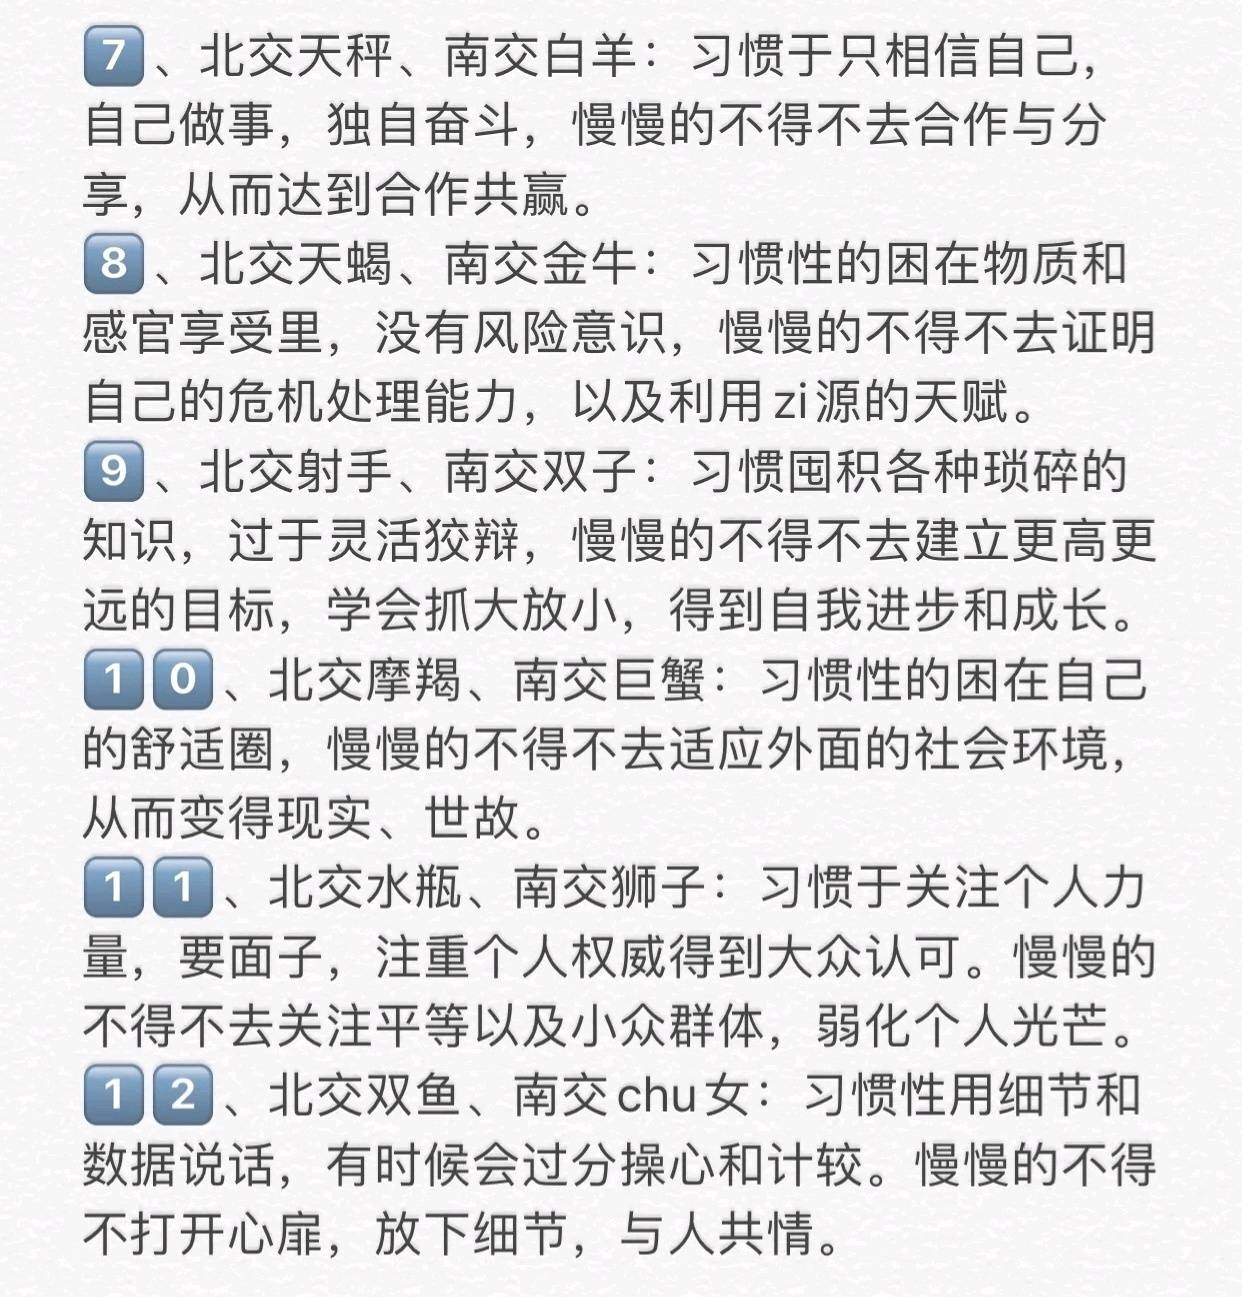 7️⃣、北交天秤、南交白羊：习惯于只相信自己，
自己做事，独自奋斗，慢慢的不得不去合作与分
享，从而达到合作共赢。
8️⃣、北交天蝎、南交金牛：习惯性的困在物质和
感官享受里，没有风险意识，慢慢的不得不去证明
自己的危机处理能力，以及利用zi源的天赋。
9️⃣、北交射手、南交双子：习惯囤积各种琐碎的
知识，过于灵活狡辩，慢慢的不得不去建立更高更
远的目标，学会抓大放小，得到自我进步和成长。
1️⃣0️⃣、北交摩羯、南交巨蟹：习惯性的困在自己
的舒适圈，慢慢的不得不去适应外面的社会环境，
从而变得现实、世故。
1️⃣1️⃣、北交水瓶、南交狮子：习惯于关注个人力
量，要面子，注重个人权威得到大众认可。慢慢的
不得不去关注平等以及小众群体，弱化个人光芒。
1️⃣2️⃣、北交双鱼、南交chu女：习惯性用细节和
数据说话，有时候会过分操心和计较。慢慢的不得
不打开心扉，放下细节，与人共情。